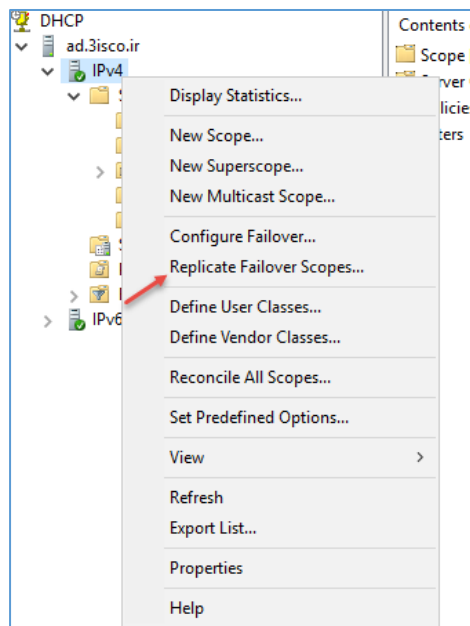 DHCP
Contents
ad.3isco.ir
IPv4
Scope
Display Statistics...
New Scope...
New Superscope...
New Multicast Scope...
Configure Failover...
Replicate Failover Scopes...
Define User Classes...
IPv6
Define Vendor Classes...
Reconcile All Scopes...
Set Predefined Options...
View
Refresh
Export List...
Properties
Help